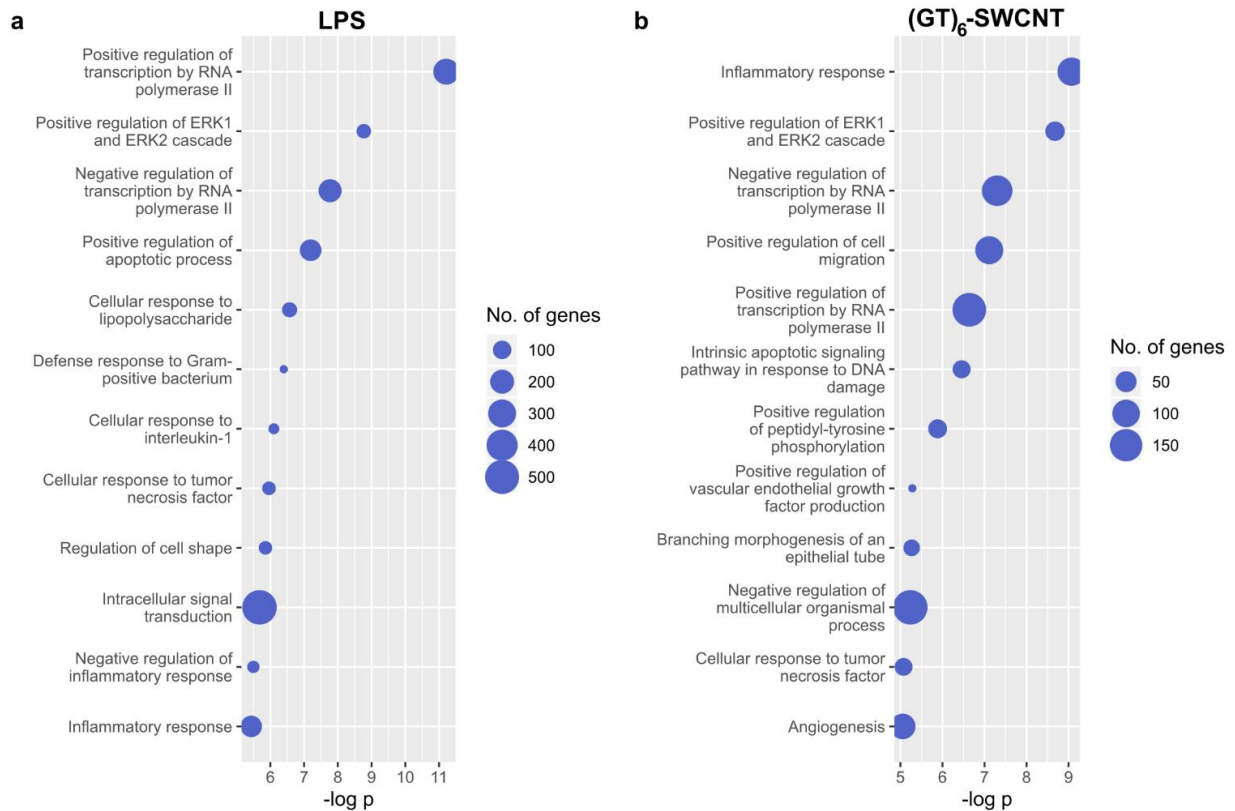 a
LPS
Positive regulation of
transcription by RNA
polymerase II
Positive regulation of ERK1
and ERK2 cascade
Negative regulation of
transcription by RNA
polymerase II
Positive regulation of
apoptotic process
Cellular response to
lipopolysaccharide
Defense response to Gram-
positive bacterium
Cellular response to
interleukin-1
Cellular response to tumor
necrosis factor
Regulation of cell shape
Intracellular signal
transduction
Negative regulation of
inflammatory response
Inflammatory response
6 7 8 9 10 11
-log p
No. of genes
100
200
300
400
500
b
(GT)6-SWCNT
Inflammatory response
Positive regulation of ERK1
and ERK2 cascade
Negative regulation of
transcription by RNA
polymerase II
Positive regulation of cell
migration
Positive regulation of
transcription by RNA
polymerase II
Intrinsic apoptotic signaling
pathway in response to DNA
damage
Positive regulation
of peptidyl-tyrosine
phosphorylation
Positive regulation of
vascular endothelial growth
factor production
Branching morphogenesis of an
epithelial tube
Negative regulation of
multicellular organismal
process
Cellular response to tumor
necrosis factor
Angiogenesis
5 6 7 8 9
-log p
No. of genes
50
100
150